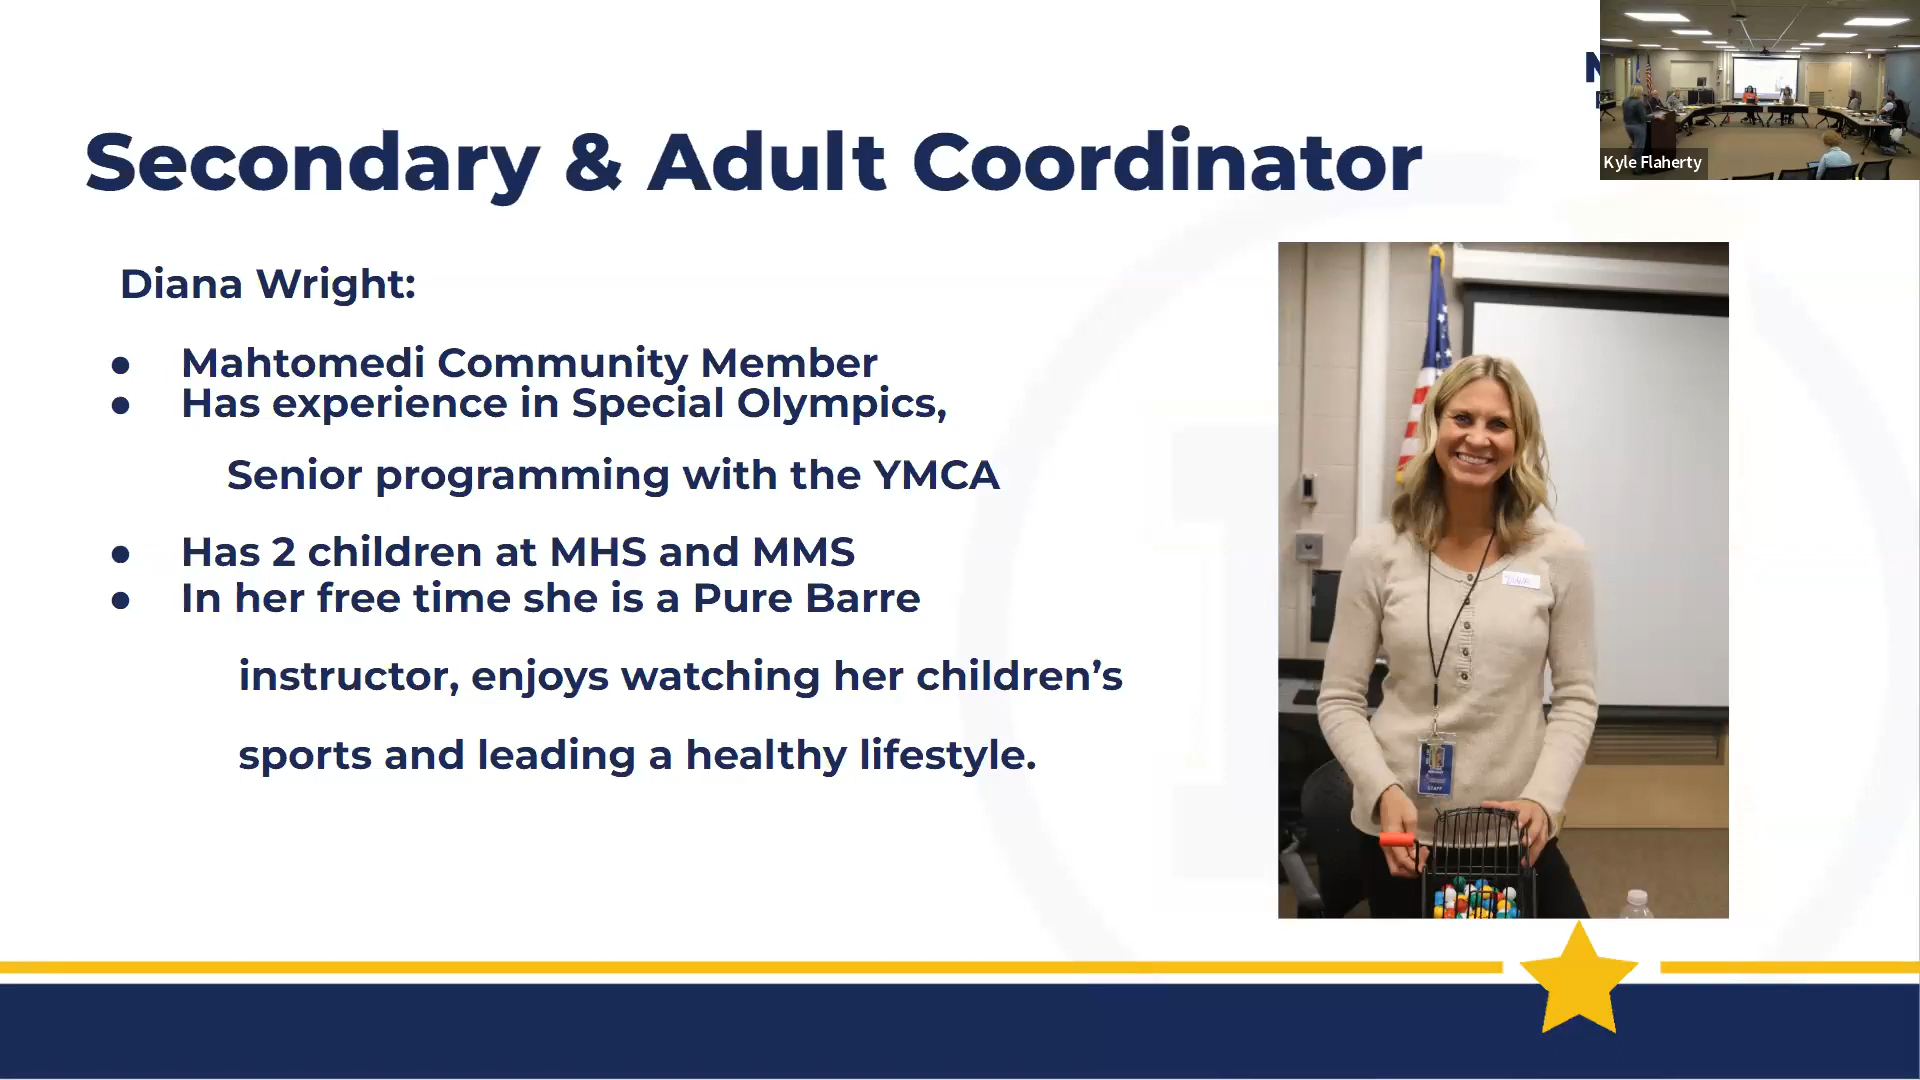 Secondary & Adult Coordinator
Kyle Flaherty
Diana Wright:
● Mahtomedi Community Member
● Has experience in Special Olympics,
Senior programming with the YMCA
● Has 2 children at MHS and MMS
● In her free time she is a Pure Barre
instructor, enjoys watching her children’s
sports and leading a healthy lifestyle.
DIANA
STAFF